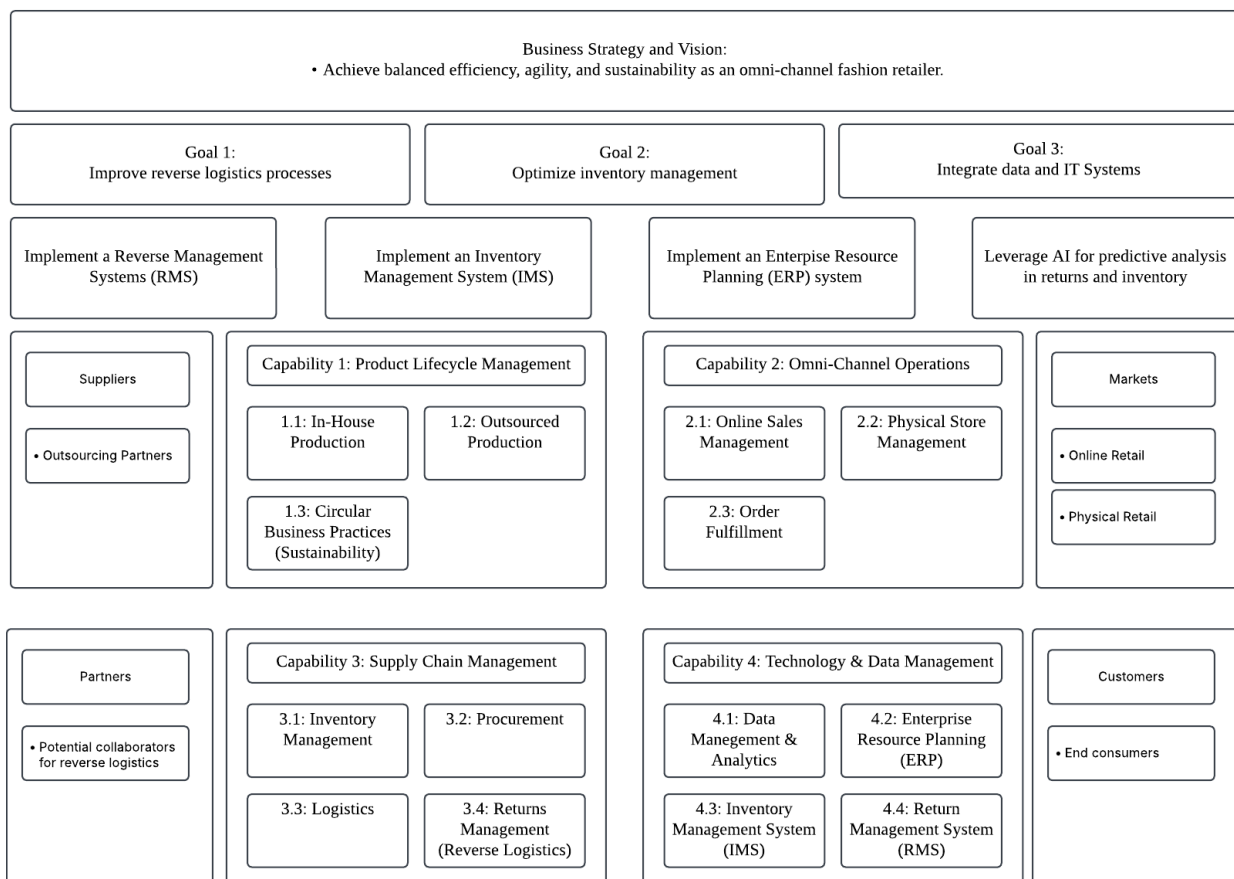 Business Strategy and Vision:
• Achieve balanced efficiency, agility, and sustainability as an omni-channel fashion retailer.
Goal 1:
Improve reverse logistics processes
Goal 2:
Optimize inventory management
Goal 3:
Integrate data and IT Systems
Implement a Reverse Management
Systems (RMS)
Implement an Inventory
Management System (IMS)
Implement an Enterpise Resource
Planning (ERP) system
Leverage AI for predictive analysis
in returns and inventory
Suppliers
• Outsourcing Partners
Capability 1: Product Lifecycle Management
1.1: In-House
Production
1.2: Outsourced
Production
1.3: Circular
Business Practices
(Sustainability)
Capability 2: Omni-Channel Operations
2.1: Online Sales
Management
2.2: Physical Store
Management
2.3: Order
Fulfillment
Markets
• Online Retail
• Physical Retail
Partners
• Potential collaborators
for reverse logistics
Capability 3: Supply Chain Management
3.1: Inventory
Management
3.2: Procurement
3.3: Logistics
3.4: Returns
Management
(Reverse Logistics)
Capability 4: Technology & Data Management
4.1: Data
Manegement &
Analytics
4.2: Enterprise
Resource Planning
(ERP)
4.3: Inventory
Management System
(IMS)
4.4: Return
Management System
(RMS)
Customers
• End consumers